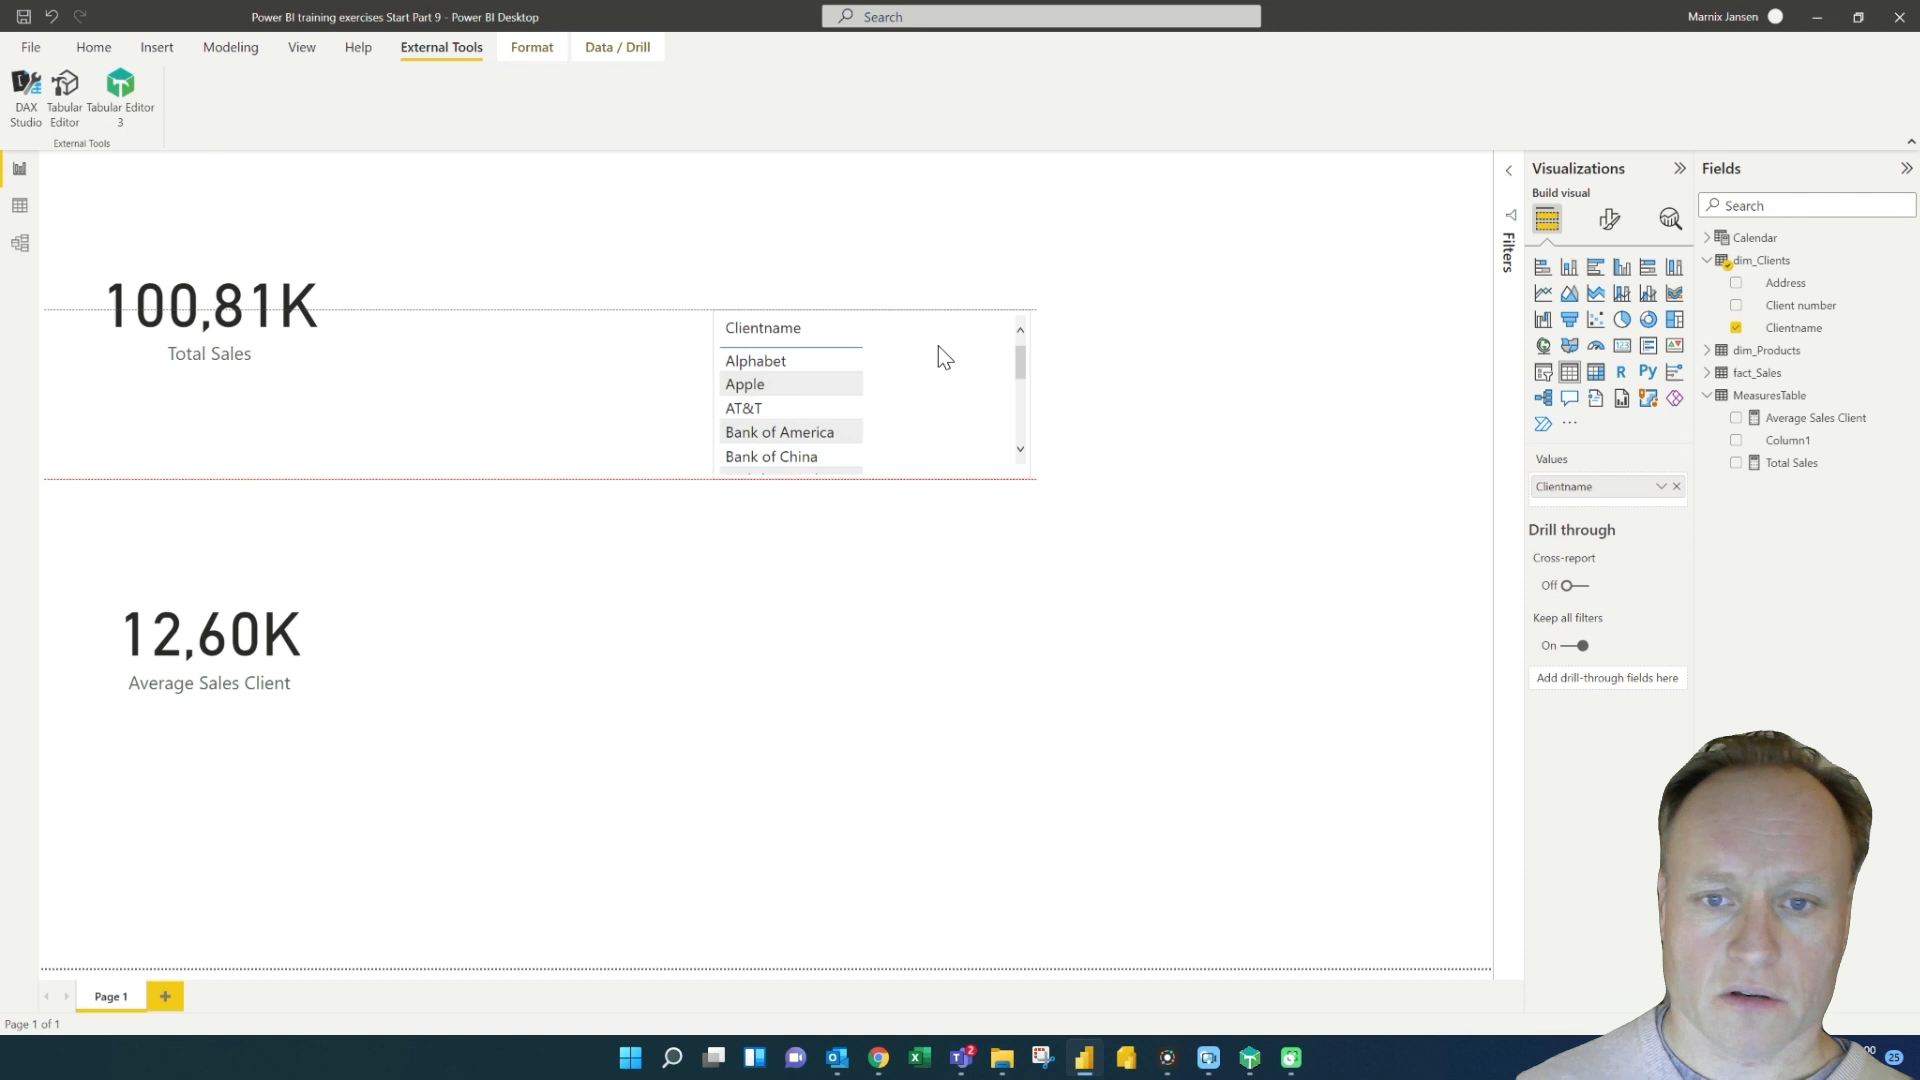 Power BI training exercises Start Part 9 - Power BI Desktop
Search
Marnix Jansen
File Home Insert Modeling View Help External Tools Format Data / Drill
DAX Studio
Tabular Editor
Tabular Editor 3
External Tools
100,81K
Total Sales
Clientname
Alphabet
Apple
AT&T
Bank of America
Bank of China
12,60K
Average Sales Client
Filters
Visualizations
Build visual
R
Py
123
Values
Clientname
Drill through
Cross-report
Off
Keep all filters
On
Add drill-through fields here
Fields
Search
Calendar
dim_Clients
Address
Client number
Clientname
dim_Products
fact_Sales
MeasuresTable
Average Sales Client
Column1
Total Sales
Page 1
Page 1 of 1
2
00
25